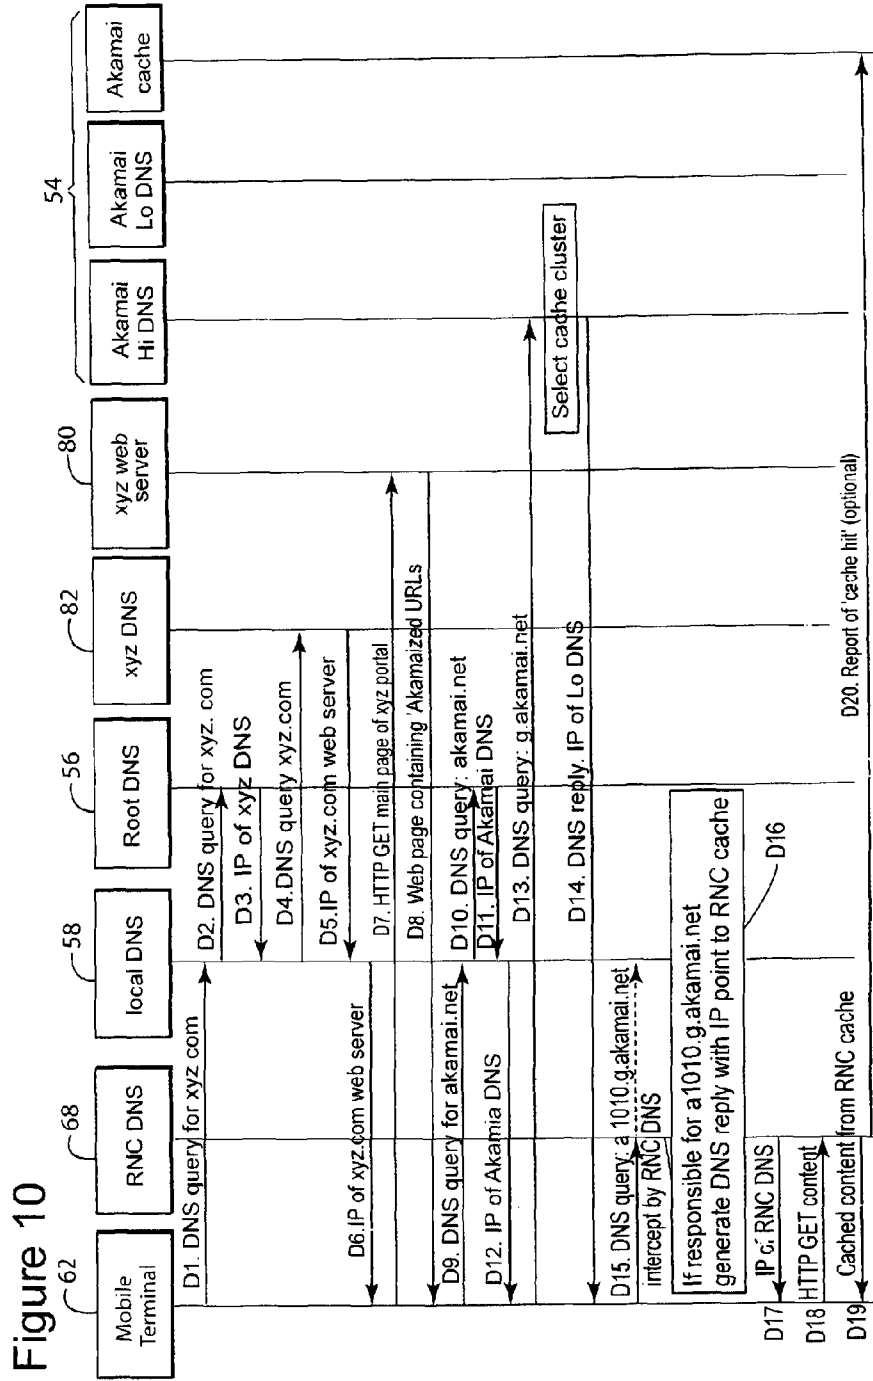 Figure 10
62
68
58
56
82
80
54
Mobile
Terminal
RNC DNS
local DNS
Root DNS
xyz DNS
xyz web
server
Akamai
Hi DNS
Akamai
Lo DNS
Akamai
cache
D1. DNS query for xyz com
D2. DNS query for xyz. com
D3. IP of xyz DNS
D4.DNS query xyz.com
D5.IP of xyz.com web server
D6.IP of xyz.com web server
D7. HTTP GET main page of xyz portal
D8. Web page containing 'Akamaized URLs
D9. DNS query for akamai.net
D10. DNS query: akamai.net
D11. IP of Akamai DNS
D12. IP of Akamia DNS
D13. DNS query: g.akamai.net
Select cache cluster
D14. DNS reply. IP of Lo DNS
D15. DNS query: a 1010.g.akamai.net
intercept by RNC DNS
If responsible for a1010.g.akamai.net
generate DNS reply with IP point to RNC cache
D16
D17
IP of RNC DNS
D18
HTTP GET content
D19
Cached content from RNC cache
D20. Report of 'cache hit' (optional)